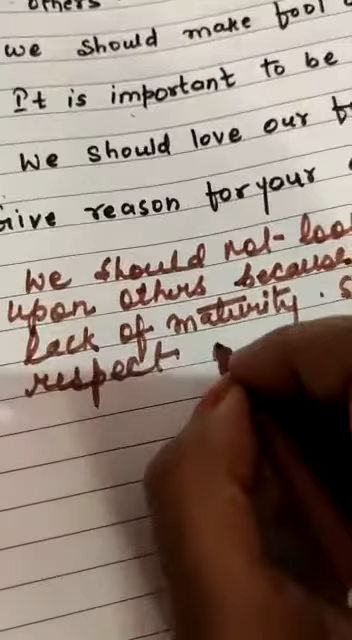 others
we should make fool
It is important to be
We should love our
Give reason for your
We should not loo
upon others because
lack of maturity. S
respect